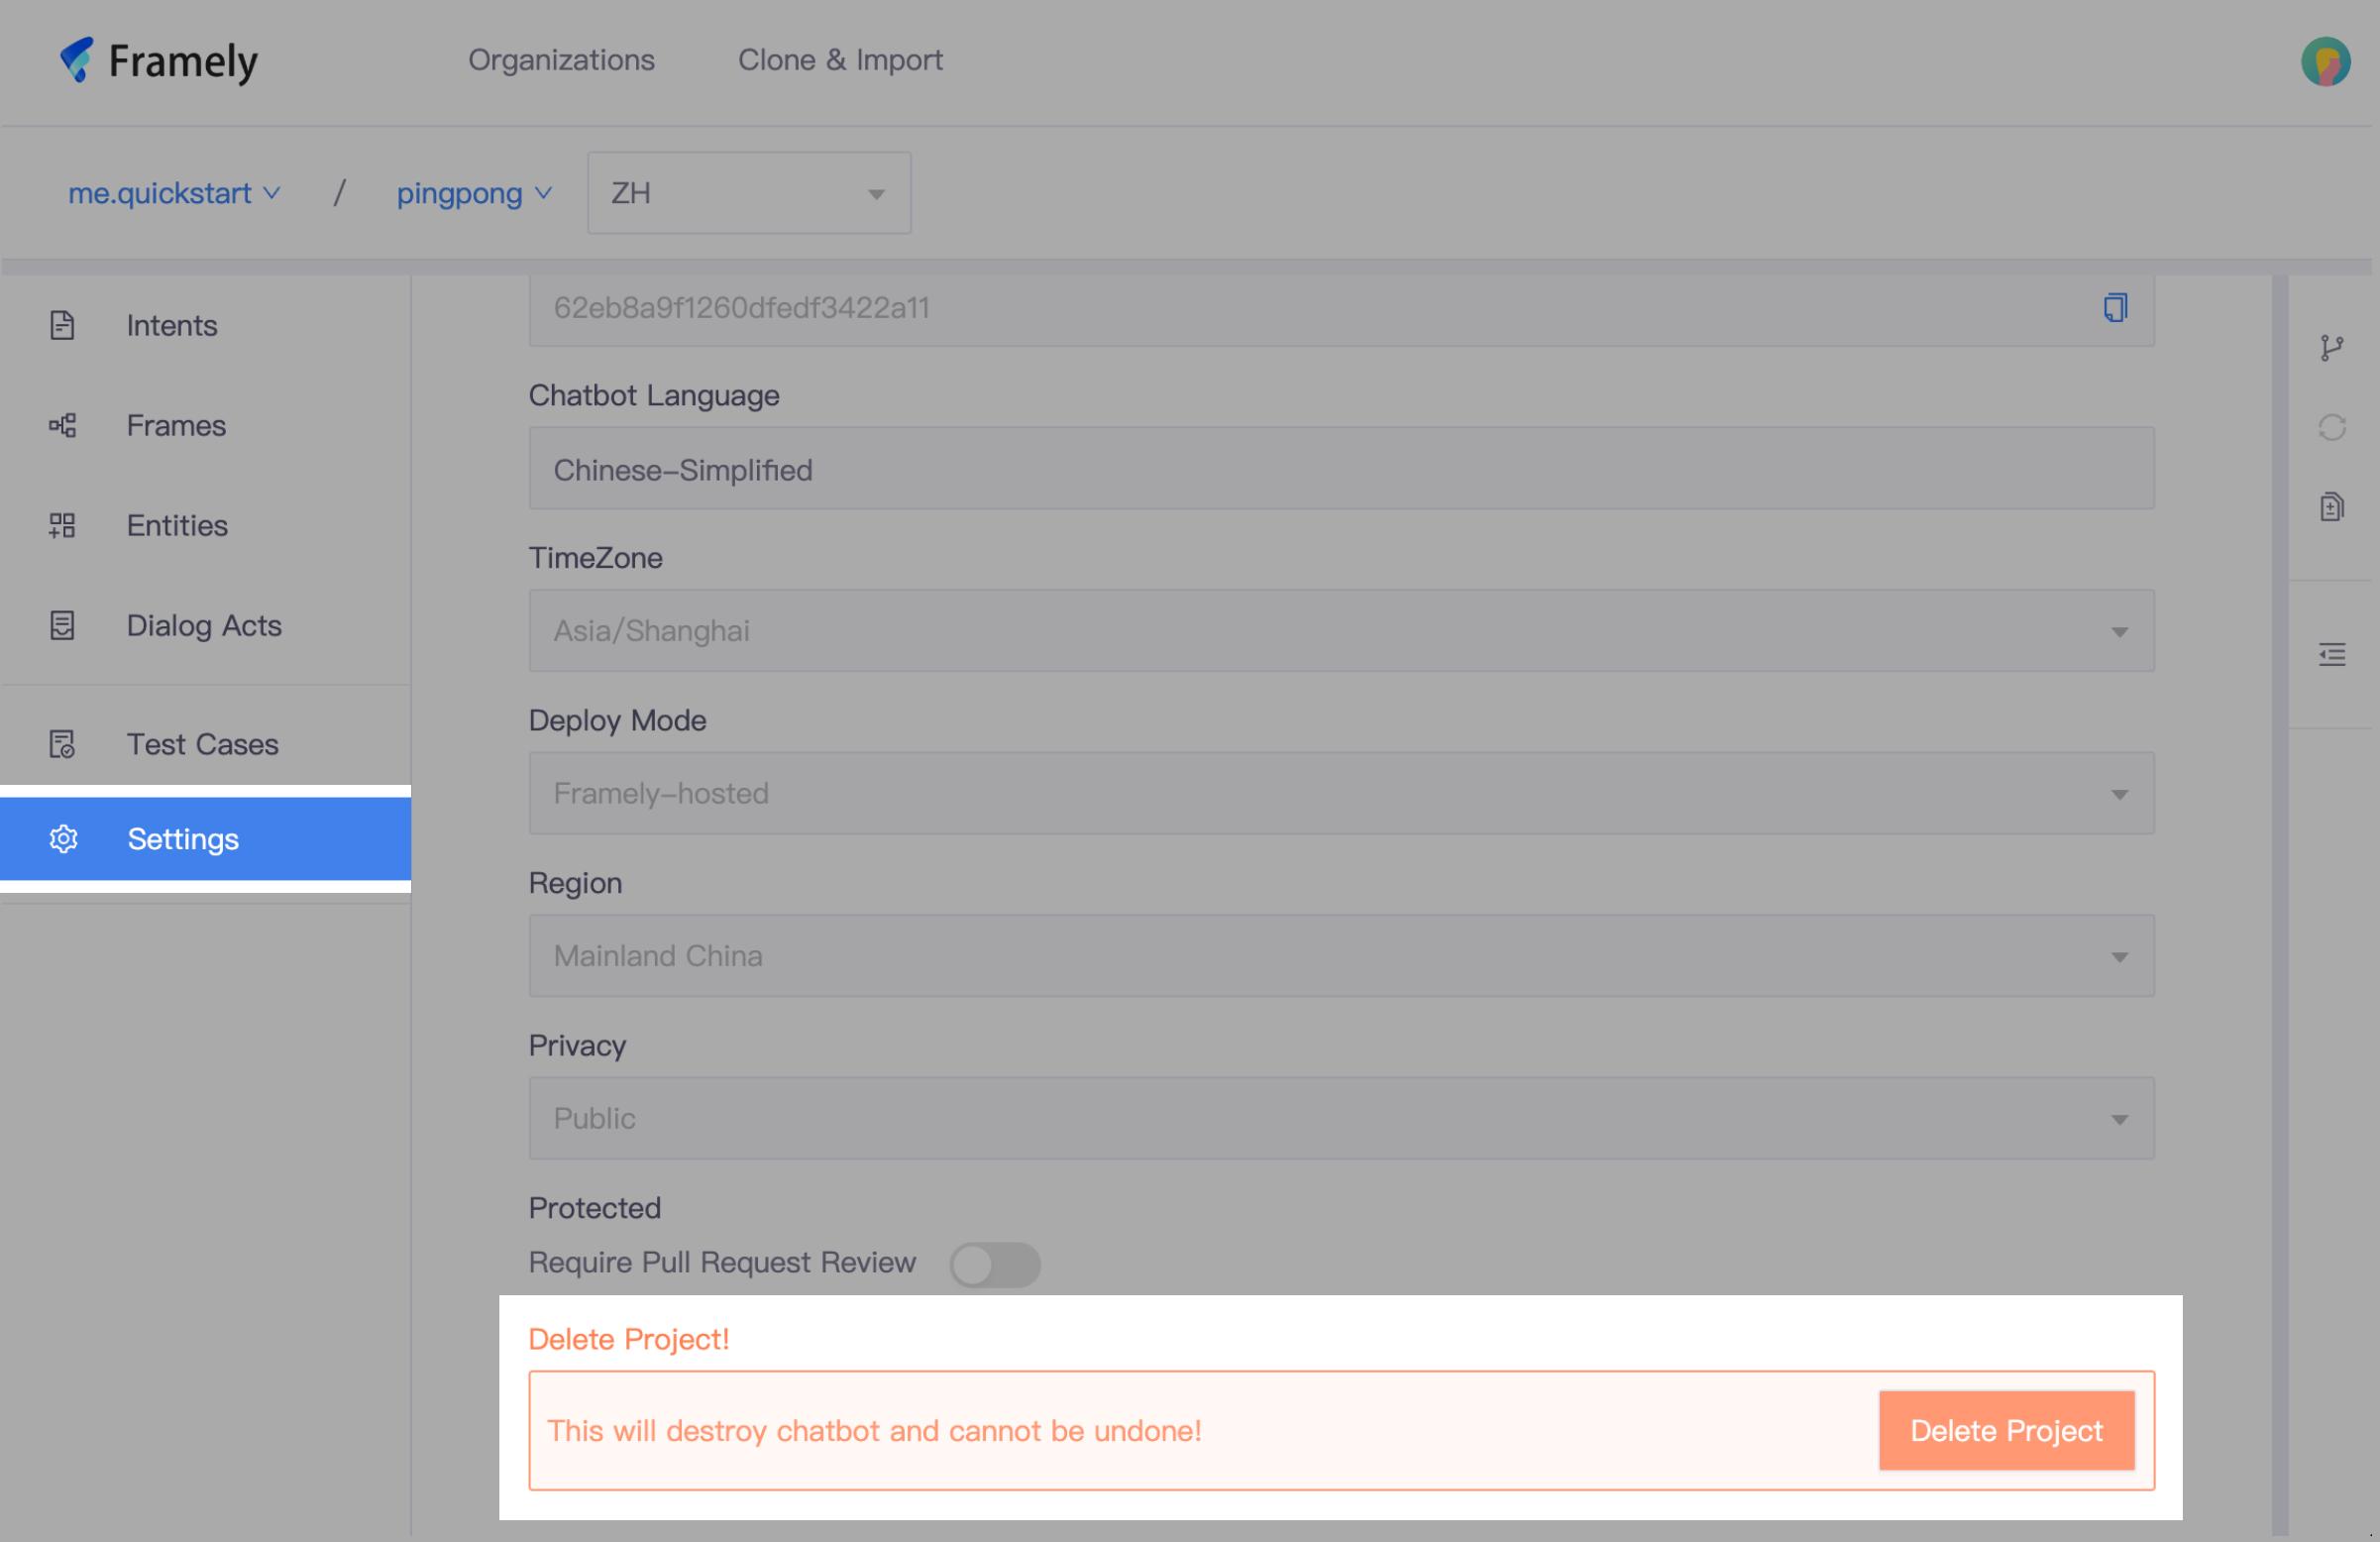 Framely
Organizations
Clone & Import
me.quickstart / pingpong ZH
Intents
Frames
Entities
Dialog Acts
Test Cases
Settings
62eb8a9f1260dfedf3422a11
Chatbot Language
Chinese-Simplified
TimeZone
Asia/Shanghai
Deploy Mode
Framely-hosted
Region
Mainland China
Privacy
Public
Protected
Require Pull Request Review
Delete Project!
This will destroy chatbot and cannot be undone!
Delete Project